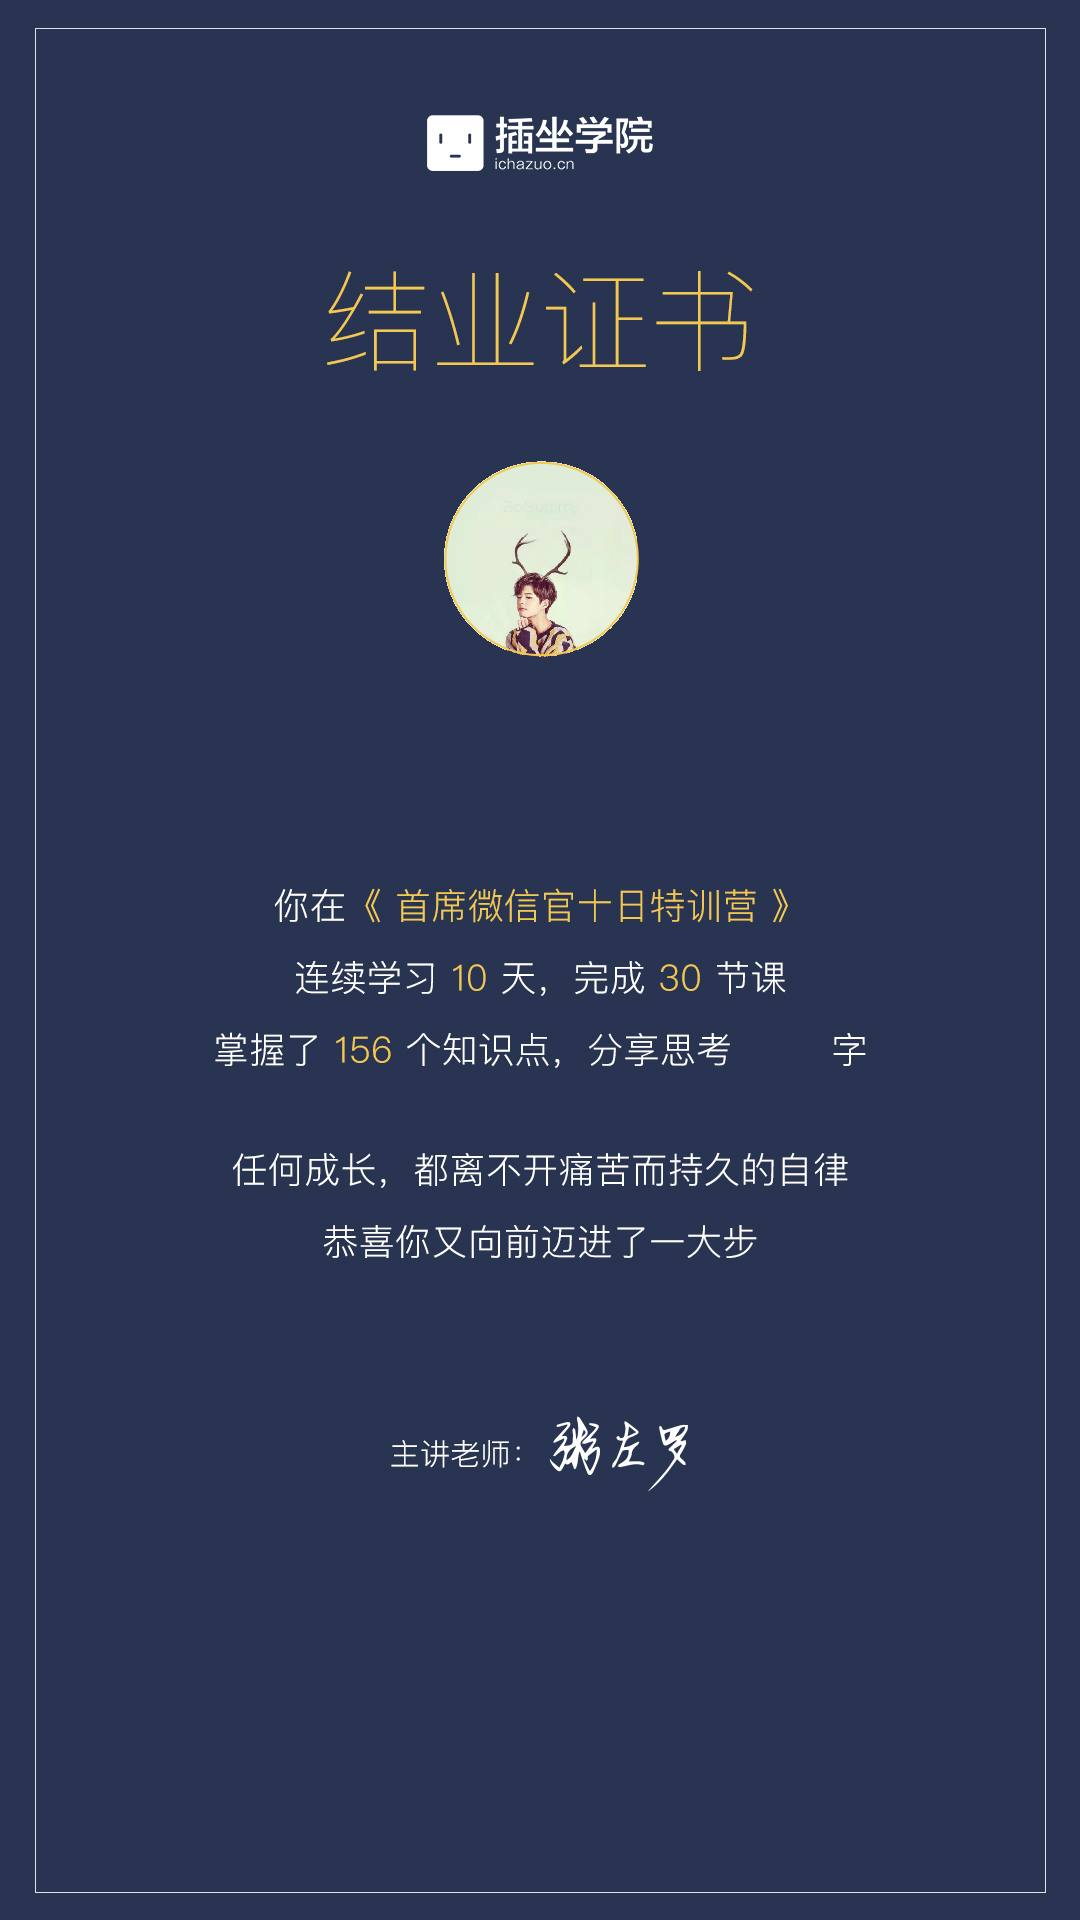 插坐学院
ichazuo.cn
结业证书
你在《 首席微信官十日特训营 》
连续学习 10 天，完成 30 节课
掌握了 156 个知识点，分享思考 字
任何成长，都离不开痛苦而持久的自律
恭喜你又向前迈进了一大步
主讲老师：粥左罗